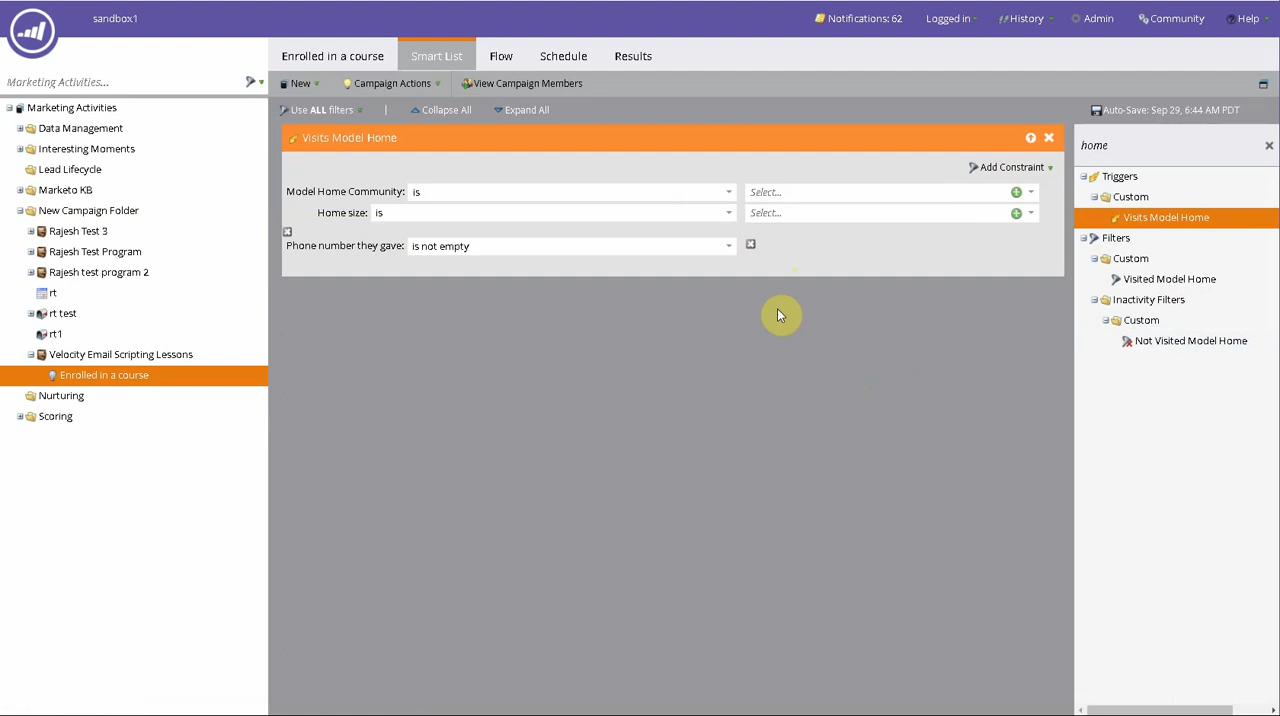 sandbox1
Notifications: 62
Logged in
History
Admin
Community
Help
Marketing Activities...
Marketing Activities
Data Management
Interesting Moments
Lead Lifecycle
Marketo KB
New Campaign Folder
Rajesh Test 3
Rajesh Test Program
Rajesh test program 2
rt
rt test
rt1
Velocity Email Scripting Lessons
Enrolled in a course
Nurturing
Scoring
Enrolled in a course
Smart List
Flow
Schedule
Results
New
Campaign Actions
View Campaign Members
Use ALL filters
Collapse All
Expand All
Auto-Save: Sep 29, 6:44 AM PDT
Visits Model Home
Add Constraint
Model Home Community: is Select...
Home size: is Select...
Phone number they gave: is not empty
home
Triggers
Custom
Visits Model Home
Filters
Custom
Visited Model Home
Inactivity Filters
Custom
Not Visited Model Home